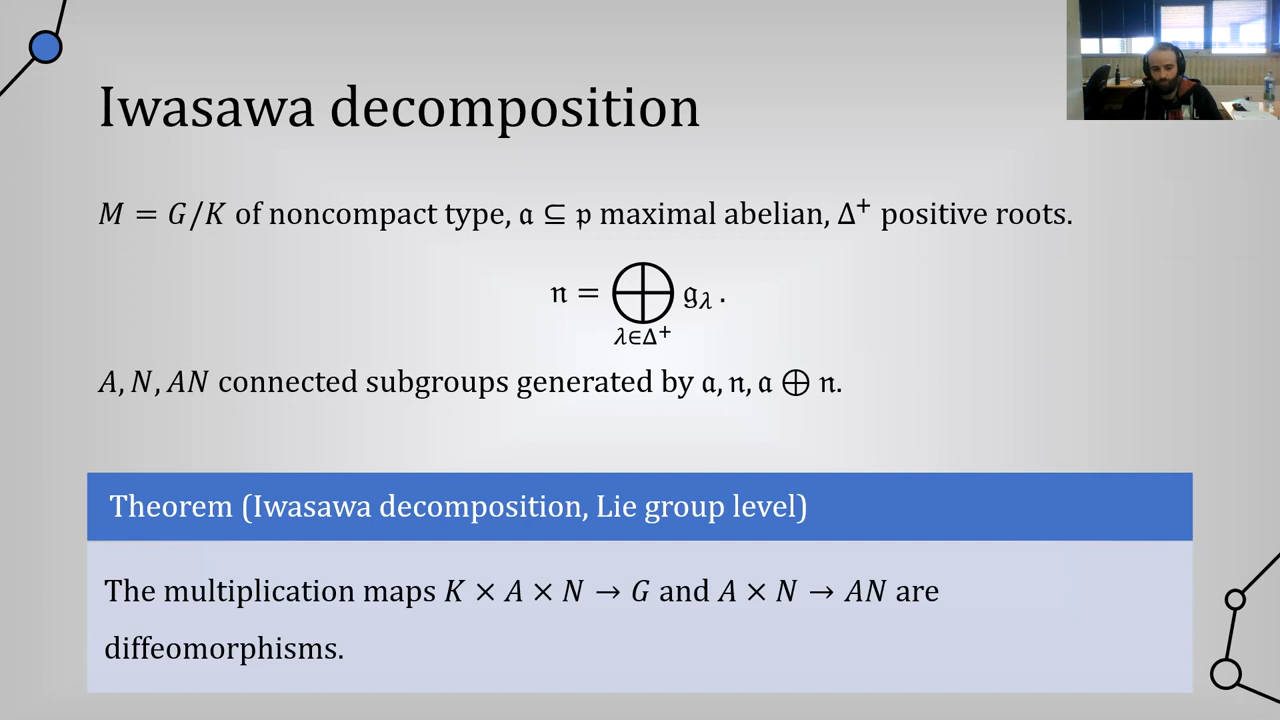 Iwasawa decomposition
𝑀 = 𝐺/𝐾 of noncompact type, 𝔞 ⊆ 𝔭 maximal abelian, Δ⁺ positive roots.
𝔫 = ⨁ 𝔤_λ .
λ∈Δ⁺
𝐴, 𝑁, 𝐴𝑁 connected subgroups generated by 𝔞, 𝔫, 𝔞 ⊕ 𝔫.
Theorem (Iwasawa decomposition, Lie group level)
The multiplication maps 𝐾 × 𝐴 × 𝑁 → 𝐺 and 𝐴 × 𝑁 → 𝐴𝑁 are
diffeomorphisms.